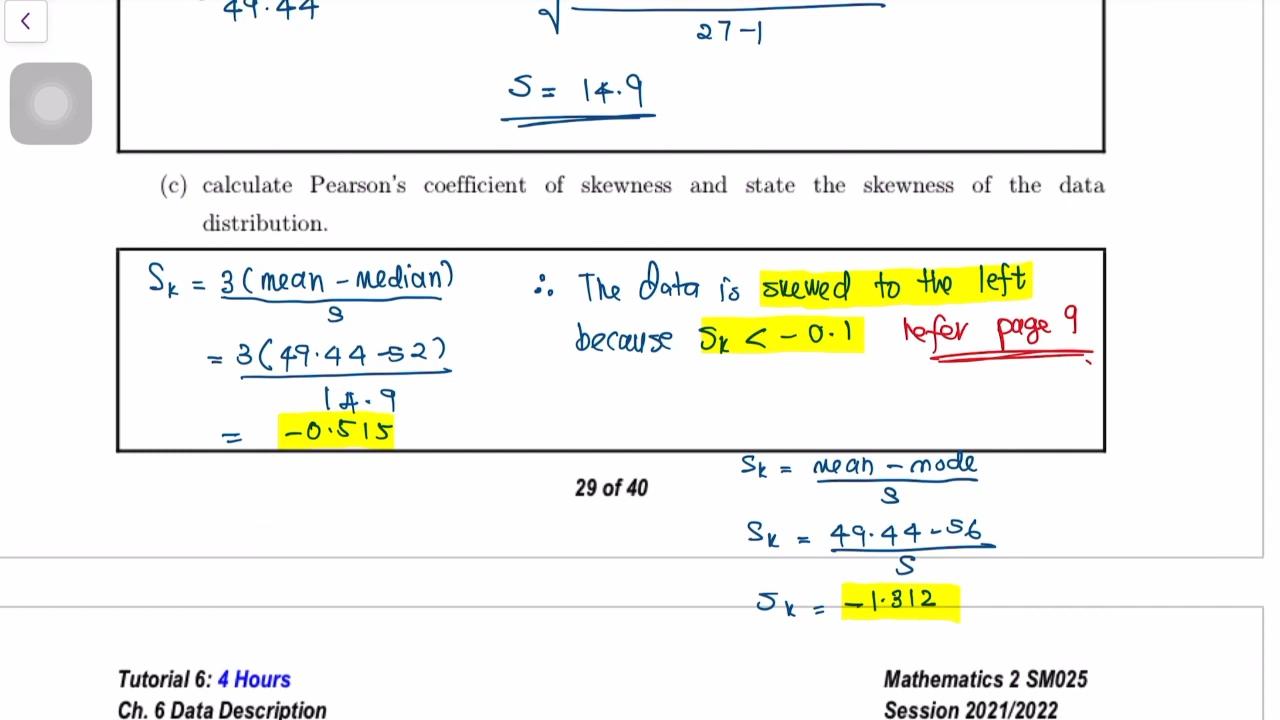 49.44
27-1
S = 14.9
(c) calculate Pearson's coefficient of skewness and state the skewness of the data
distribution.
Sk = 3(mean - median)
S
= 3(49.44-52)
14.9
= -0.515
∴ The data is skewed to the left
because Sk < -0.1 refer page 9
29 of 40
Sk = mean - mode
S
Sk = 49.44-56
S
Sk = -1.312
Tutorial 6: 4 Hours
Mathematics 2 SM025
Ch. 6 Data Description
Session 2021/2022